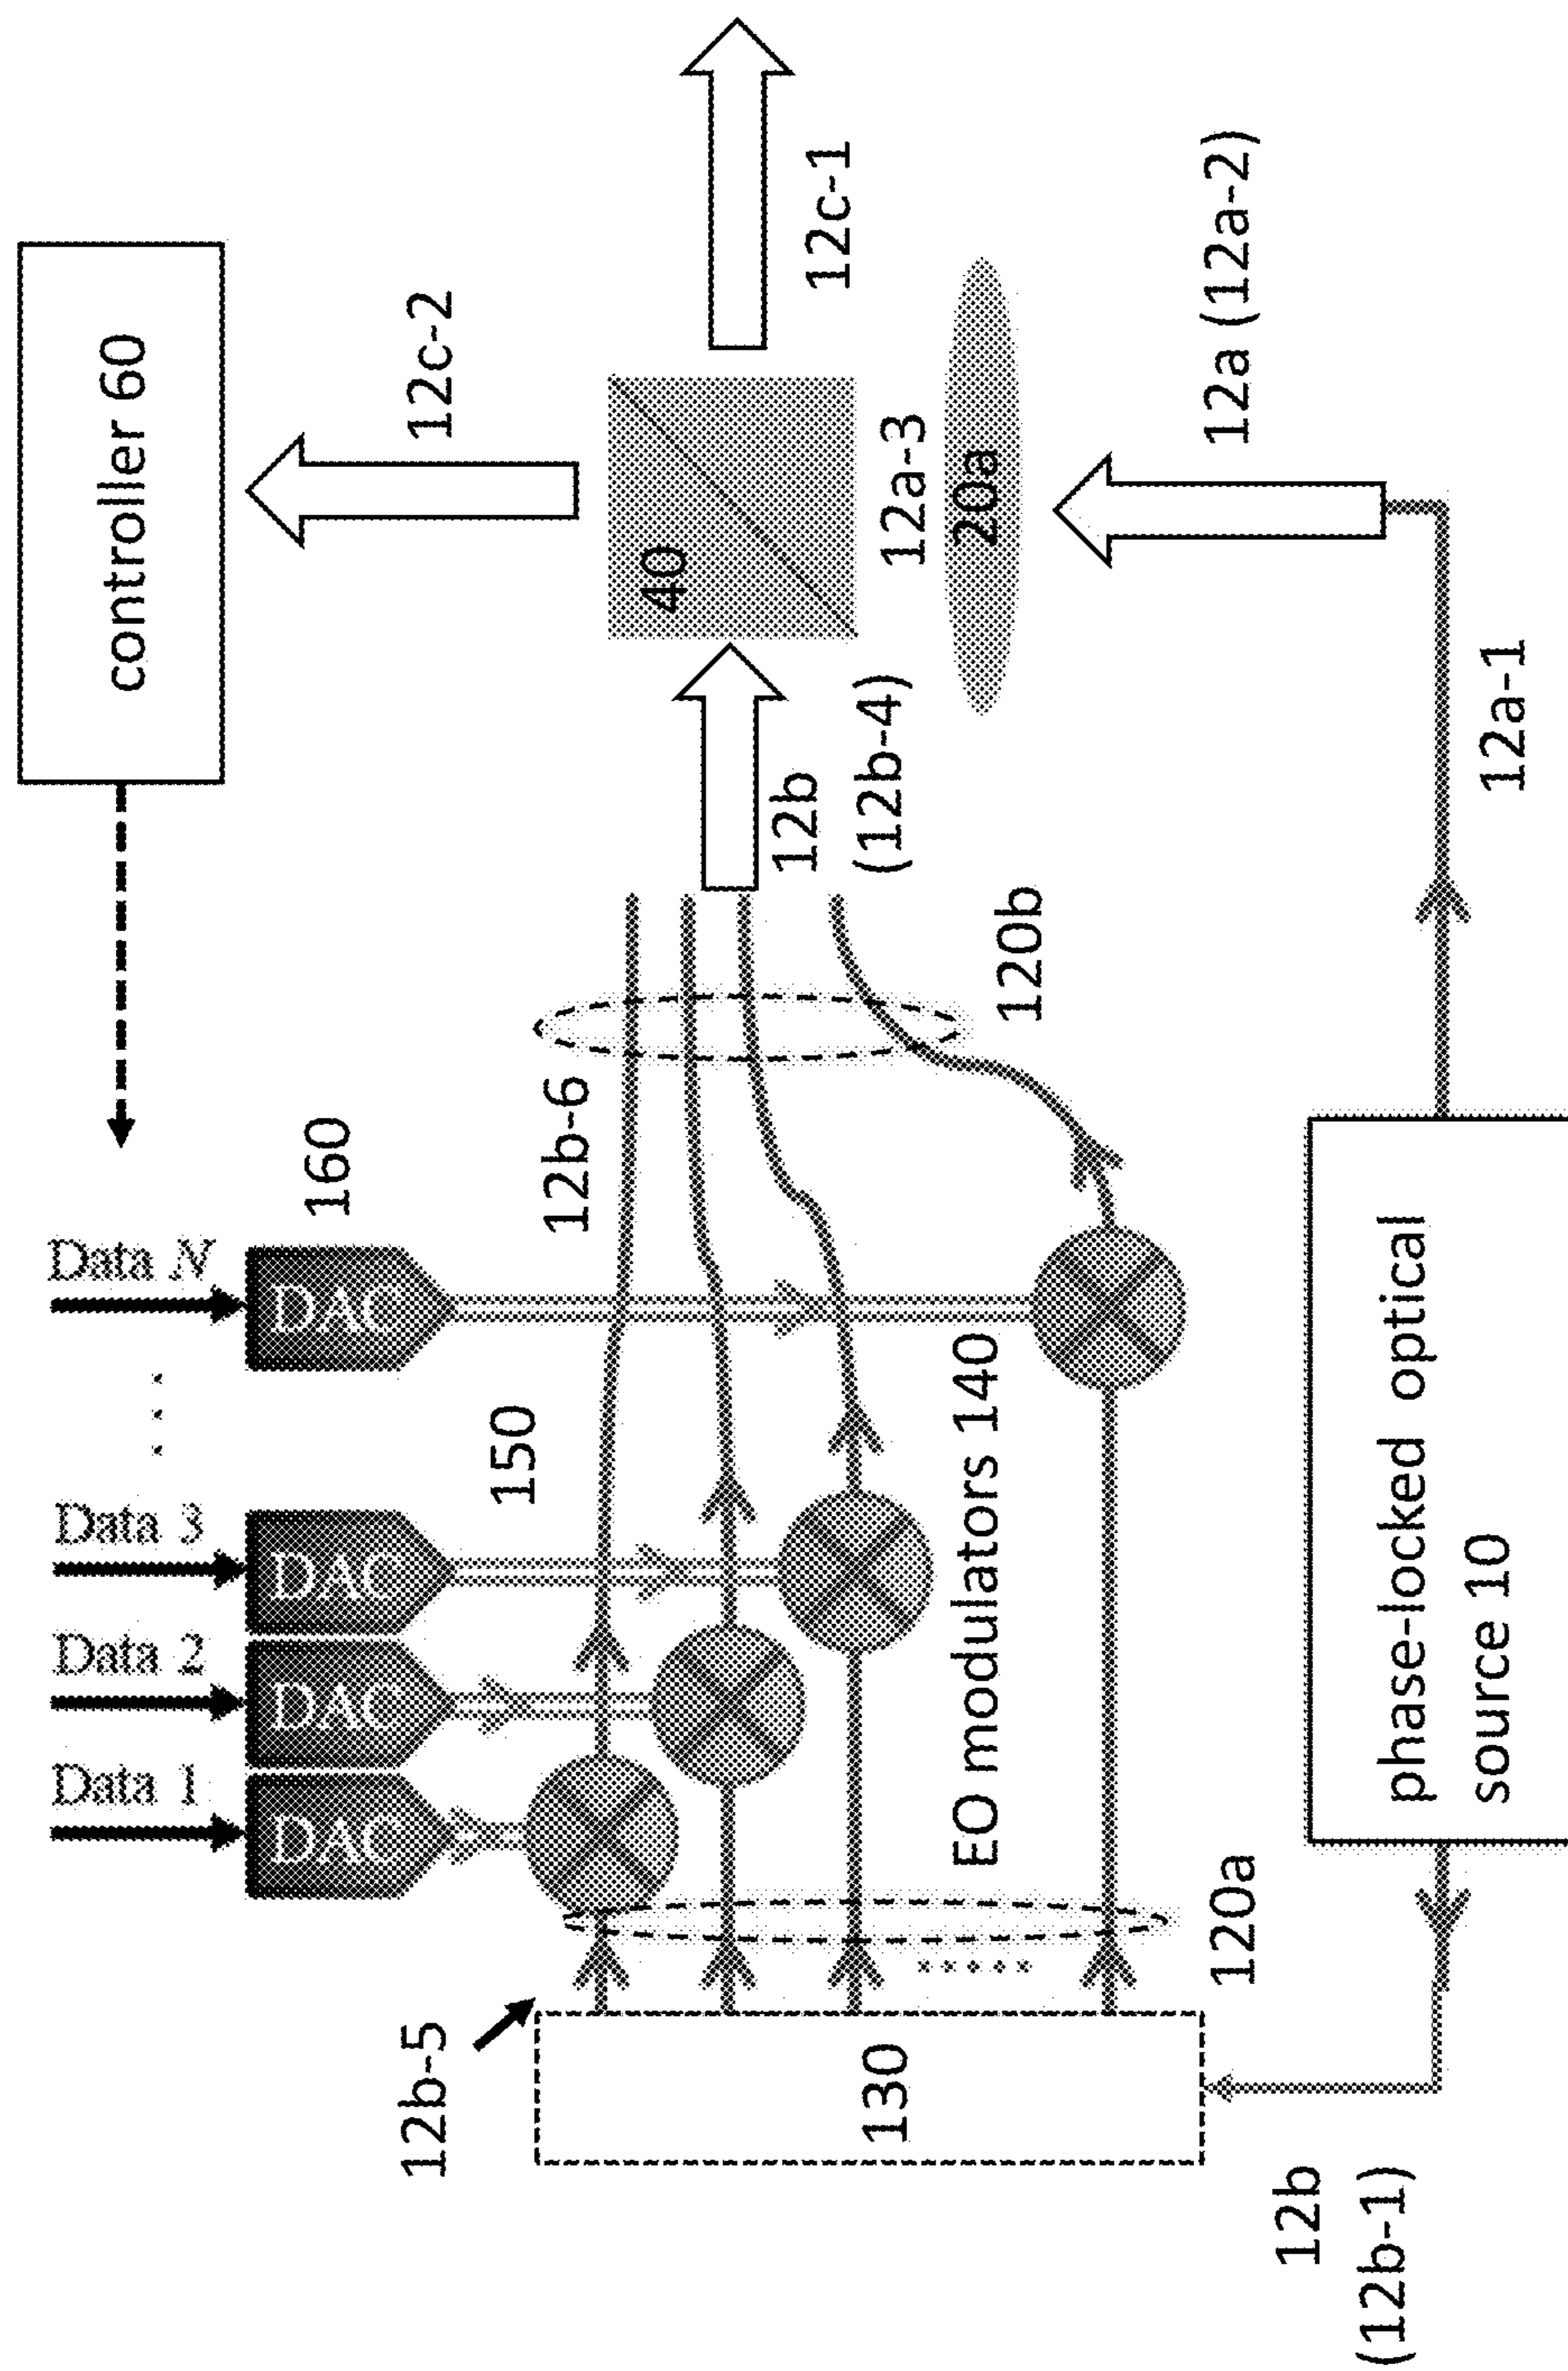 Data 1
Data 2
Data 3
. . .
Data N
DAC
DAC
DAC
DAC
160
controller 60
150
12b-6
12c-2
12b-5
40
12c-1
12b
(12b-4)
12a-3
130
EO modulators 140
120b
20a
.....
120a
12a (12a-2)
12b
(12b-1)
phase-locked optical
source 10
12a-1